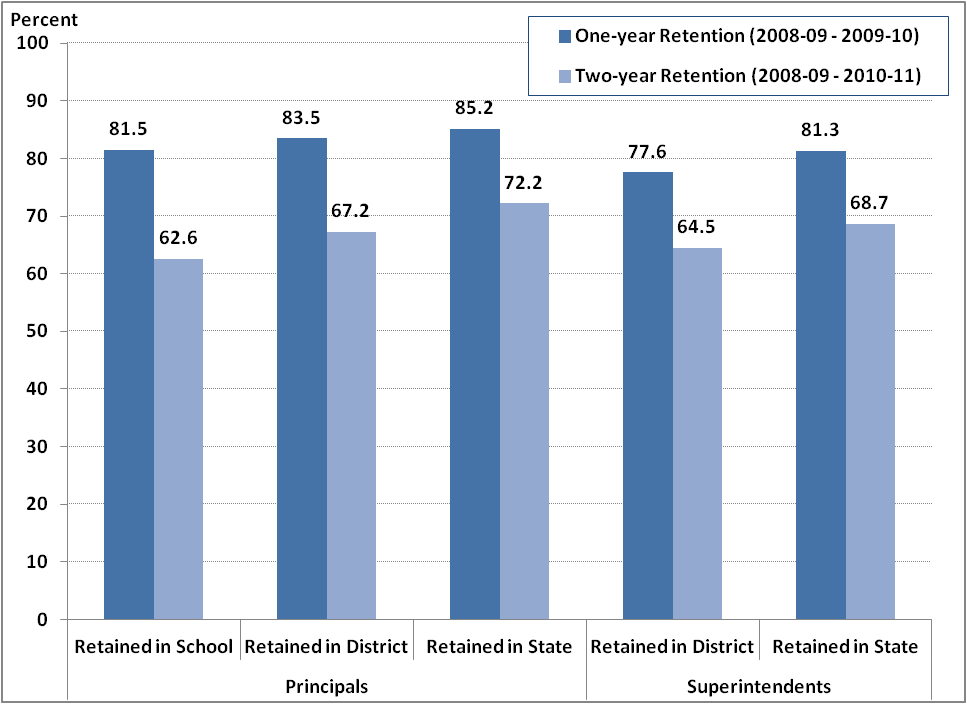 Percent
One-year Retention (2008-09 - 2009-10)
Two-year Retention (2008-09 - 2010-11)
100
90
80
70
60
50
40
30
20
10
0
81.5
62.6
83.5
67.2
85.2
72.2
77.6
64.5
81.3
68.7
Retained in School
Retained in District
Retained in State
Retained in District
Retained in State
Principals
Superintendents